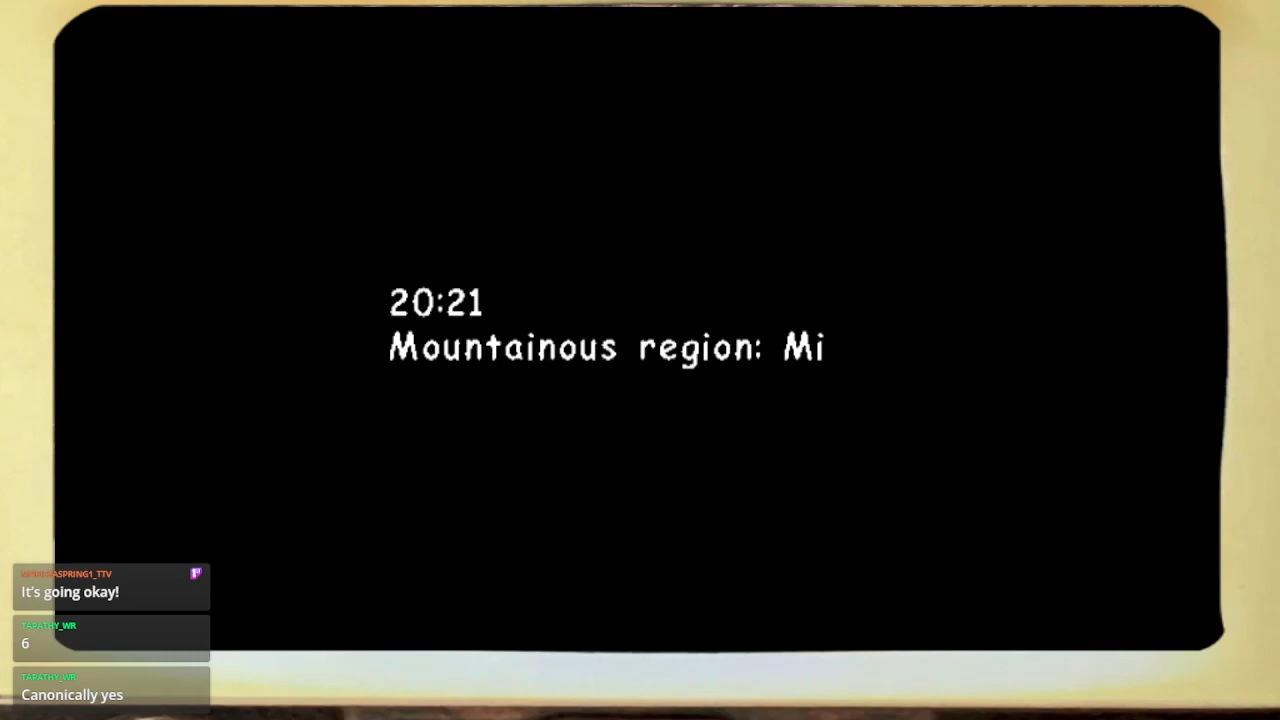 20:21
Mountainous region: Mi
It's going okay!
TAPATHY_WR
6
TAPATHY_WR
Canonically yes